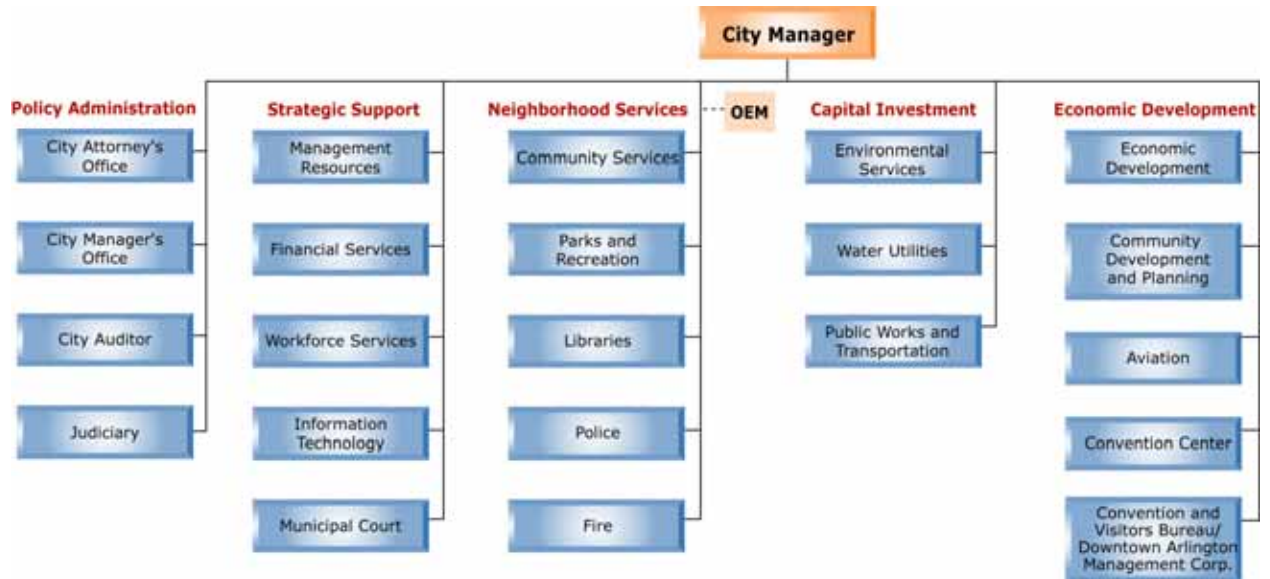 City Manager
Policy Administration
City Attorney's
Office
City Manager's
Office
City Auditor
Judiciary
Strategic Support
Management
Resources
Financial Services
Workforce Services
Information
Technology
Municipal Court
Neighborhood Services
OEM
Community Services
Parks and
Recreation
Libraries
Police
Fire
Capital Investment
Environmental
Services
Water Utilities
Public Works and
Transportation
Economic Development
Economic
Development
Community
Development
and Planning
Aviation
Convention Center
Convention and
Visitors Bureau/
Downtown Arlington
Management Corp.